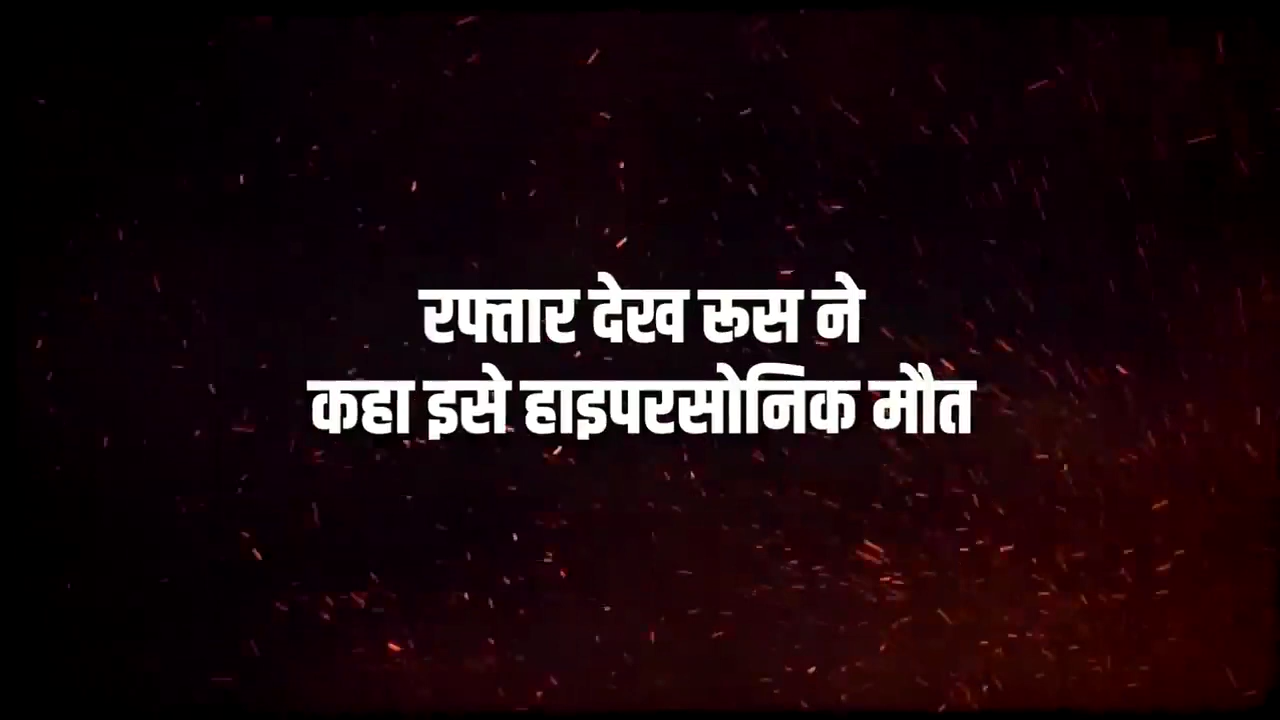 रफ्तार देख रूस ने
कहा इसे हाइपरसोनिक मौत